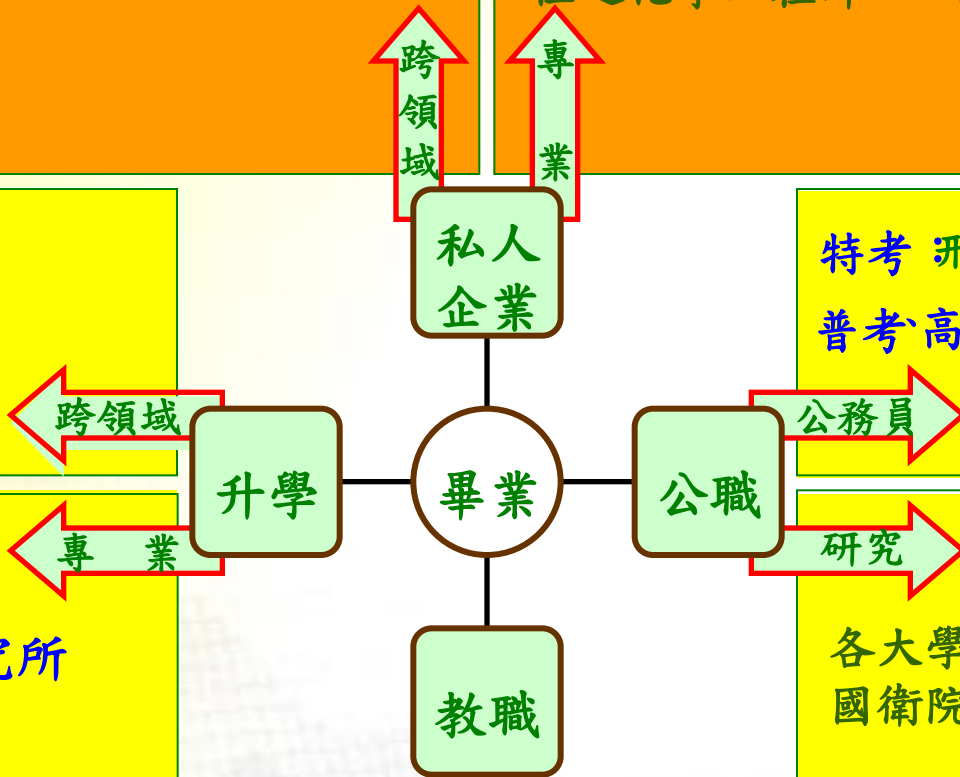 跨領域
專 業
私人
企業
特考
普考、高
跨領域
公務員
升學
畢業
公職
專 業
研究
究所
各大學
國衛院
教職